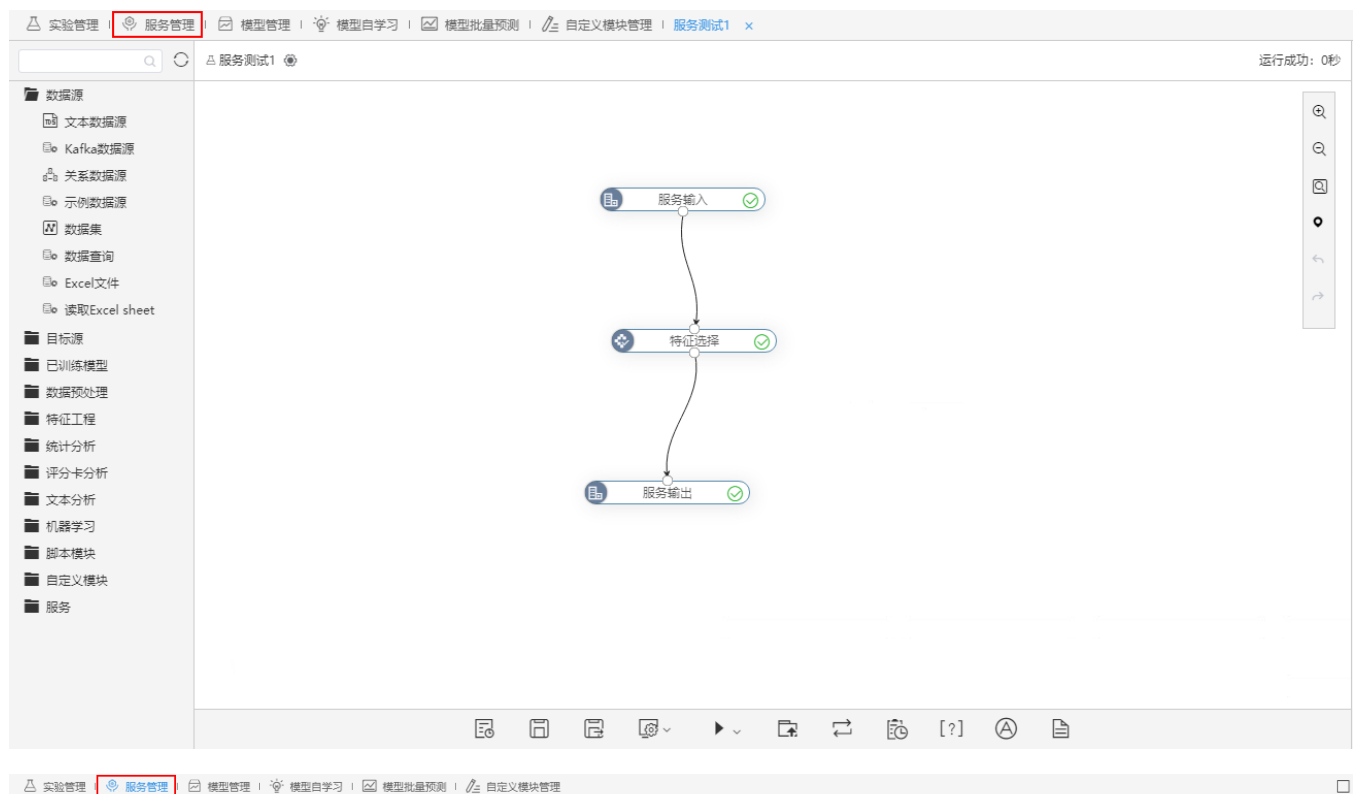 实验管理 服务管理 模型管理 模型自学习 模型批量预测 自定义模块管理 服务测试1 ×
服务测试1 运行成功：0秒
数据源
文本数据源
Kafka数据源
关系数据源
示例数据源
数据集
数据查询
Excel文件
读取Excel sheet
目标源
已训练模型
数据预处理
特征工程
统计分析
评分卡分析
文本分析
机器学习
脚本模块
自定义模块
服务
服务输入
特征选择
服务输出
[?]
实验管理 服务管理 模型管理 模型自学习 模型批量预测 自定义模块管理